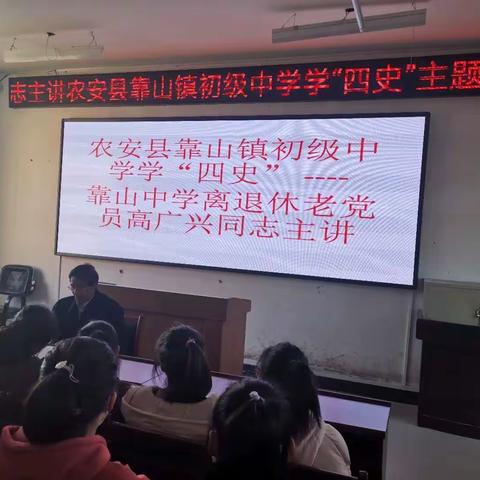 志主讲农安县靠山镇初级中学学“四史”主题
农安县靠山镇初级中
学学“四史” ----
靠山中学离退休老党
员高广兴同志主讲